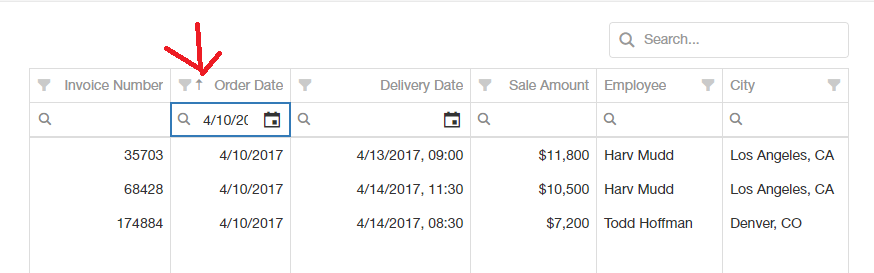 Search...
Invoice Number Order Date Delivery Date Sale Amount Employee City
4/10/20
35703 4/10/2017 4/13/2017, 09:00 $11,800 Harv Mudd Los Angeles, CA
68428 4/10/2017 4/14/2017, 11:30 $10,500 Harv Mudd Los Angeles, CA
174884 4/10/2017 4/14/2017, 08:30 $7,200 Todd Hoffman Denver, CO